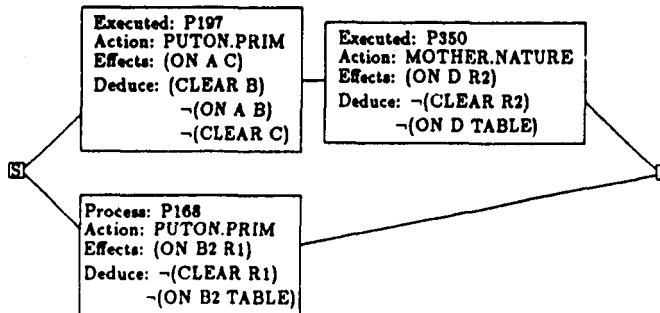 Executed: P197
Action: PUTON.PRIM
Effects: (ON A C)
Deduce: (CLEAR B)
¬(ON A B)
¬(CLEAR C)
Executed: P350
Action: MOTHER.NATURE
Effects: (ON D R2)
Deduce: ¬(CLEAR R2)
¬(ON D TABLE)
S
Process: P168
Action: PUTON.PRIM
Effects: (ON B2 R1)
Deduce: ¬(CLEAR R1)
¬(ON B2 TABLE)